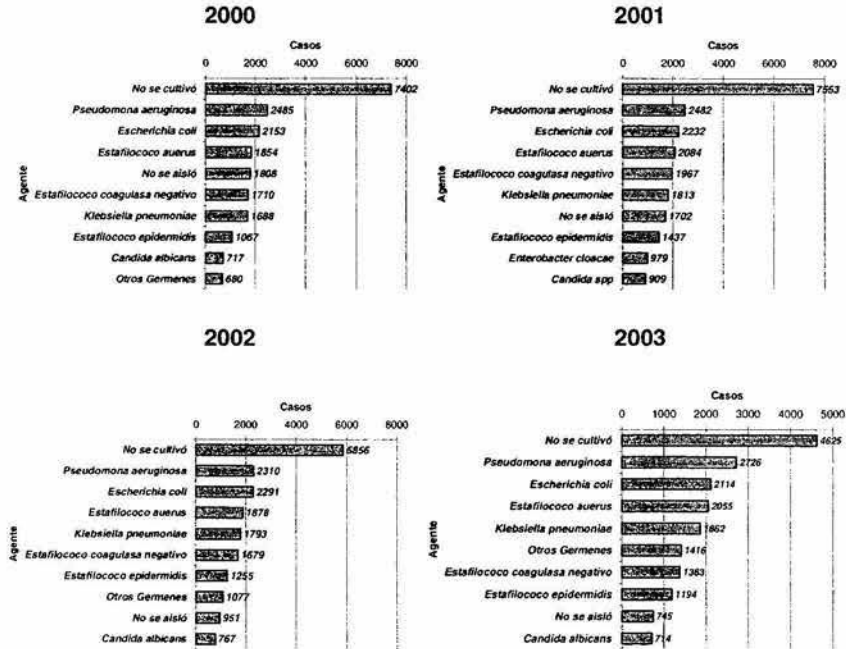 2000
Casos
0 2000 4000 6000 8000
Agente
No se cultivó 7402
Pseudomona aeruginosa 2485
Escherichia coli 2153
Estafilococo auerus 1854
No se aisló 1808
Estafilococo coagulasa negativo 1710
Klebsiella pneumoniae 1688
Estafilococo epidermidis 1067
Candida albicans 717
Otros Germenes 680
2001
Casos
0 2000 4000 6000 8000
Agente
No se cultivó 7553
Pseudomona aeruginosa 2482
Escherichia coli 2232
Estafilococo auerus 2084
Estafilococo coagulasa negativo 1967
Klebsiella pneumoniae 1813
No se aisló 1702
Estafilococo epidermidis 1437
Enterobacter cloacae 979
Candida spp 909
2002
Casos
0 2000 4000 6000 8000
Agente
No se cultivó
Pseudomona aeruginosa 2310
Escherichia coli 2291
Estafilococo auerus 1878
Klebsiella pneumoniae 1793
Estafilococo coagulasa negativo 1679
Estafilococo epidermidis 1255
Otros Germenes 1077
No se aisló 951
Candida albicans 767
2003
Casos
0 1000 2000 3000 4000 5000
Agente
No se cultivó 4625
Pseudomona aeruginosa 2726
Escherichia coli 2114
Estafilococo auerus 2055
Klebsiella pneumoniae 1862
Otros Germenes 1416
Estafilococo coagulasa negativo 1363
Estafilococo epidermidis 1194
No se aisló 745
Candida albicans 714